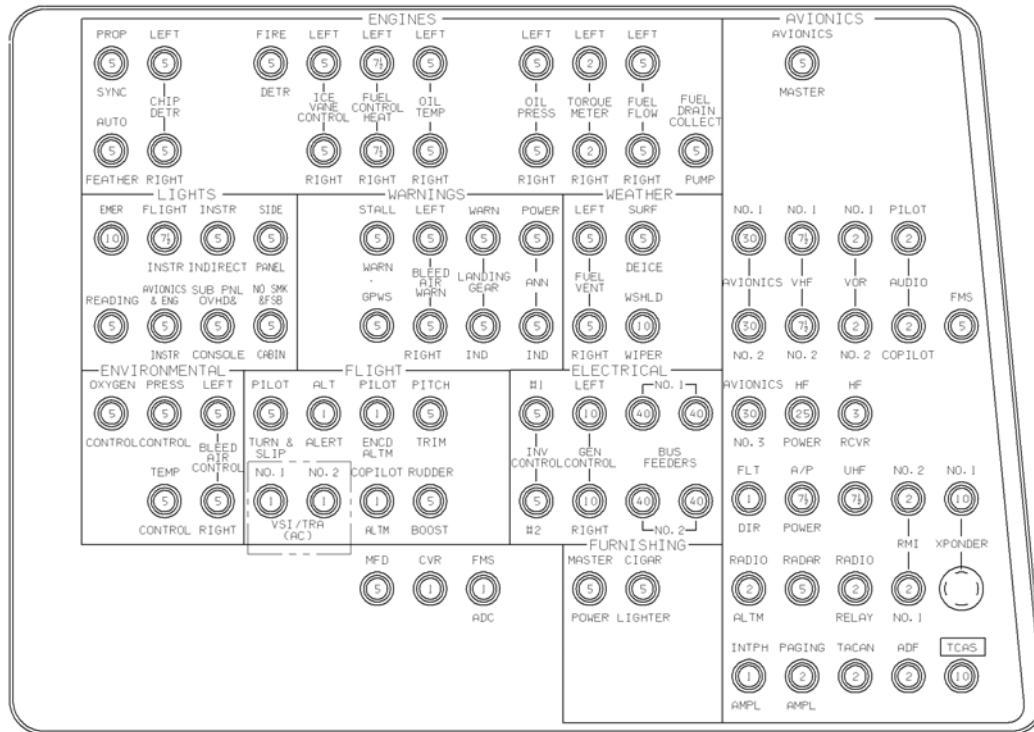 ENGINES AVIONICS
PROP LEFT FIRE LEFT LEFT LEFT LEFT LEFT LEFT AVIONICS
5 5 5 5 7½ 5 5 2 5 5
SYNC DETR MASTER
CHIP DETR ICE VANE CONTROL FUEL CONTROL HEAT OIL TEMP OIL PRESS TORQUE METER FUEL FLOW FUEL DRAIN COLLECT
AUTO
5 5 5 7½ 5 5 2 5 5
FEATHER RIGHT RIGHT RIGHT RIGHT RIGHT RIGHT RIGHT PUMP
LIGHTS WARNINGS WEATHER
EMER FLIGHT INSTR SIDE STALL LEFT WARN POWER LEFT SURF NO.1 NO.1 NO.1 PILOT
10 7½ 5 5 5 5 5 5 5 5 30 7½ 2 2
INSTR INDIRECT PANEL WARN DEICE
READING AVIONICS & ENG SUB PNL OVHD& NO SMK &FSB GPWS BLEED AIR WARN LANDING GEAR ANN FUEL VENT WSHLD AVIONICS VHF VOR AUDIO FMS
5 5 5 5 5 5 5 5 5 10 30 7½ 2 2 5
INSTR CONSOLE CABIN RIGHT IND IND RIGHT WIPER NO.2 NO.2 NO.2 COPILOT
ENVIRONMENTAL FLIGHT ELECTRICAL
OXYGEN PRESS LEFT PILOT ALT PILOT PITCH #1 LEFT NO.1 AVIONICS HF HF
5 5 5 5 1 1 5 5 10 40 40 30 25 3
CONTROL CONTROL TURN & SLIP ALERT ENCD ALTM TRIM NO.3 POWER RCVR
BLEED AIR CONTROL INV CONTROL GEN CONTROL BUS FEEDERS
TEMP NO.1 NO.2 COPILOT RUDDER FLT A/P UHF NO.2 NO.1
5 5 1 1 1 5 5 10 40 40 1 7½ 7½ 2 10
CONTROL RIGHT VSI/TRA (AC) ALTM BOOST #2 RIGHT NO.2 DIR POWER
FURNISHING RMI XPONDER
MFD CVR FMS MASTER CIGAR RADIO RADAR RADIO
5 1 1 5 5 2 5 2 2
ADC POWER LIGHTER ALTM RELAY NO.1
INTPH PAGING TACAN ADF TCAS
1 2 2 2 10
AMPL AMPL